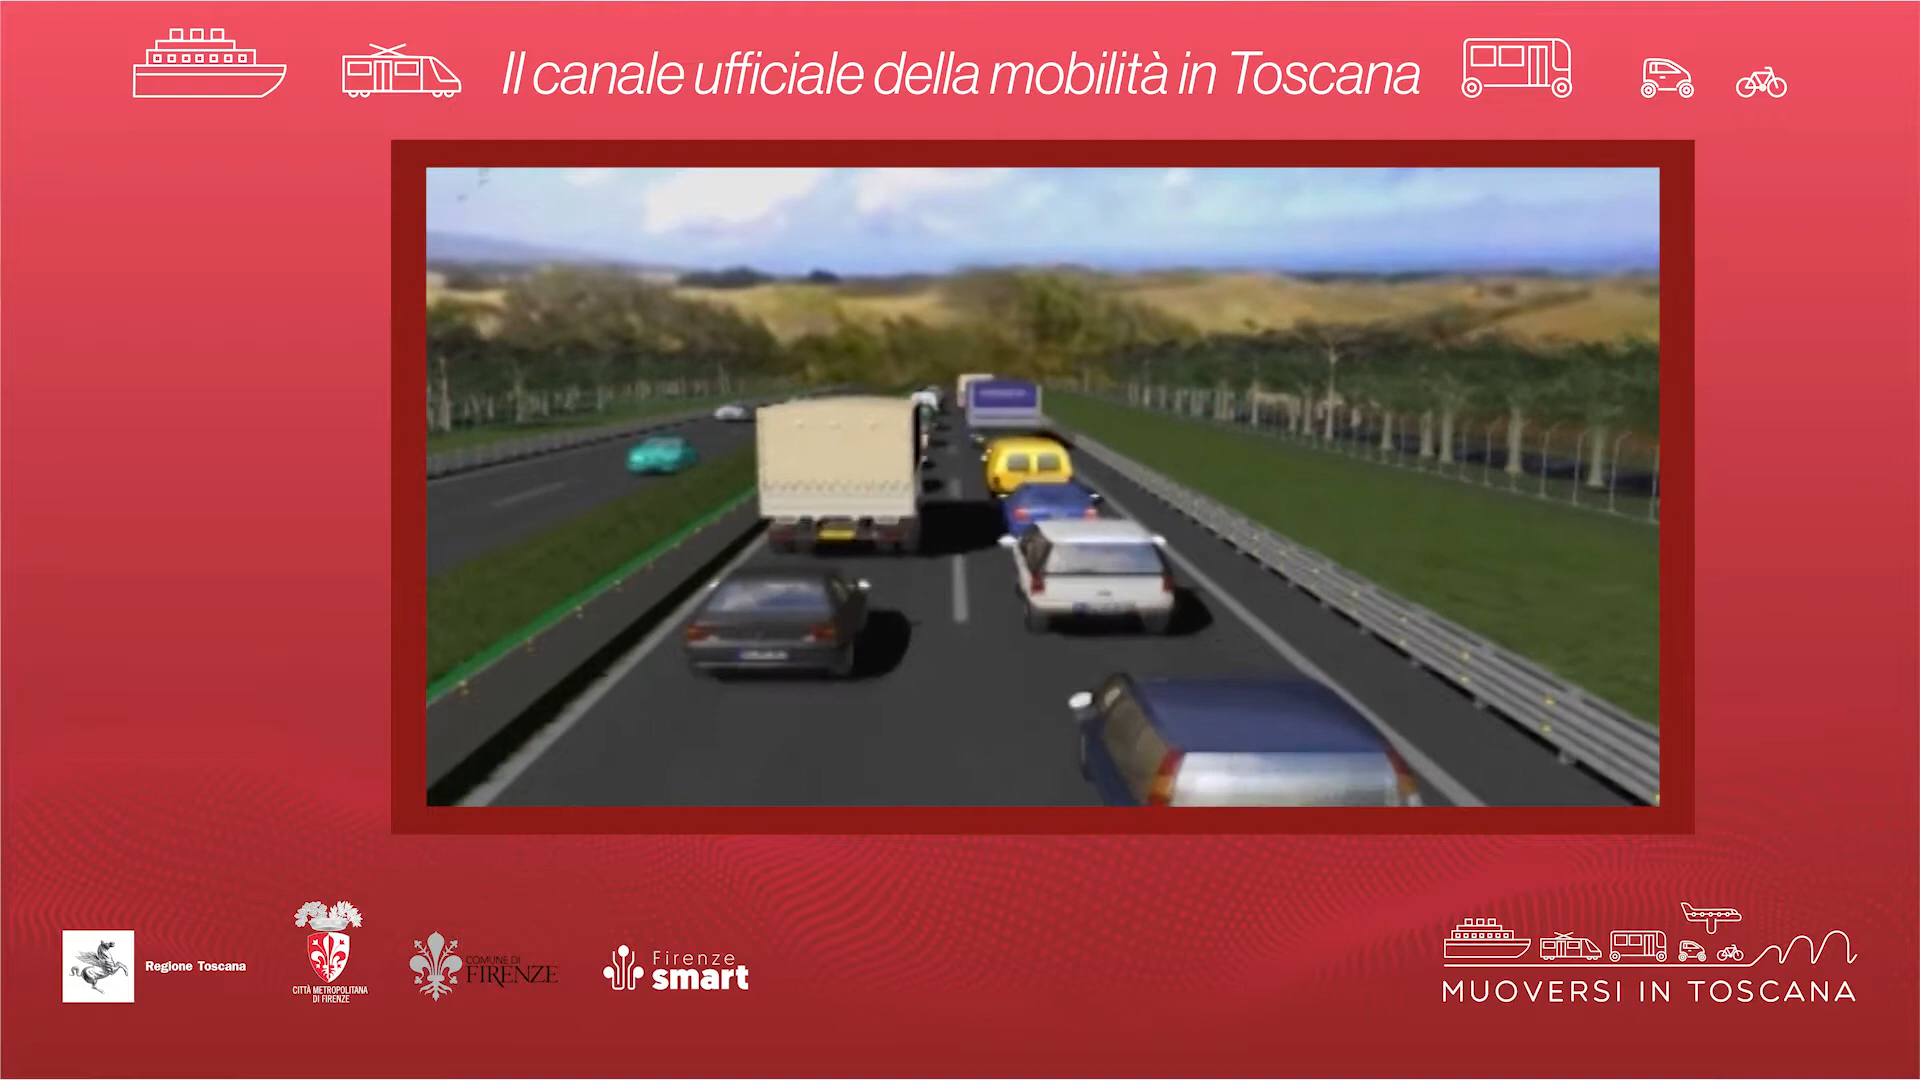 Il canale ufficiale della mobilità in Toscana
Regione Toscana
CITTÀ METROPOLITANA
DI FIRENZE
COMUNE DI
FIRENZE
Firenze
smart
MUOVERSI IN TOSCANA